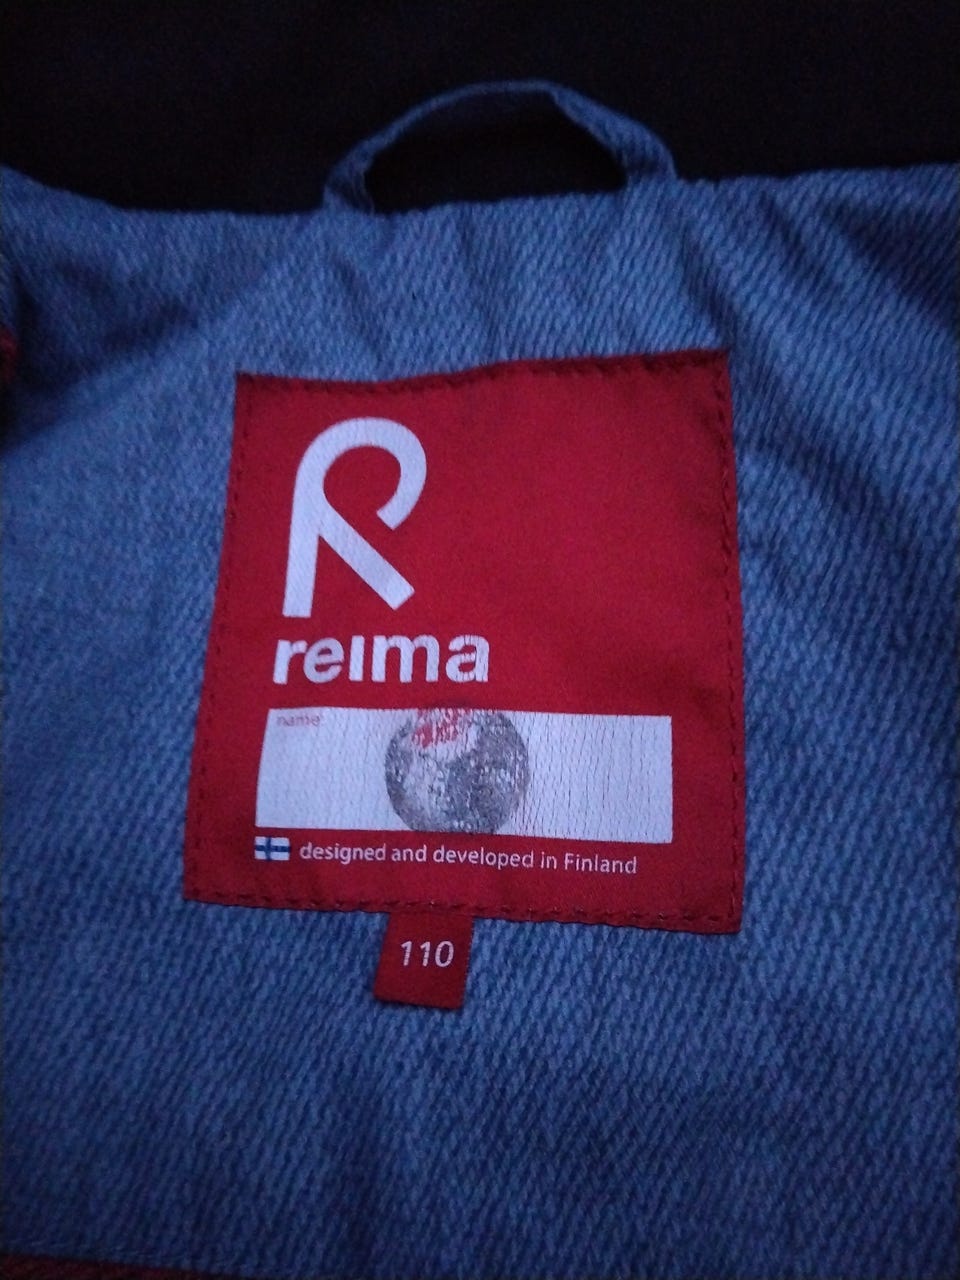 R
reima
name
designed and developed in Finland
110